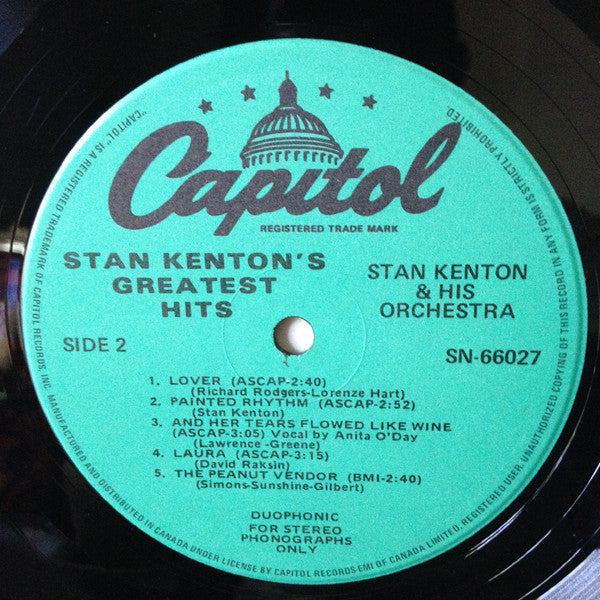 Capitol
REGISTERED TRADE MARK
STAN KENTON'S
GREATEST
HITS
STAN KENTON
& HIS
ORCHESTRA
SIDE 2
SN-66027
1. LOVER (ASCAP-2:40)
(Richard Rodgers-Lorenze Hart)
2. PAINTED RHYTHM (ASCAP-2:52)
(Stan Kenton)
3. AND HER TEARS FLOWED LIKE WINE
(ASCAP-3:05) Vocal by Anita O'Day
(Lawrence-Greene)
4. LAURA (ASCAP-3:15)
(David Raksin)
5. THE PEANUT VENDOR (BMI-2:40)
(Simons-Sunshine-Gilbert)
DUOPHONIC
FOR STEREO
PHONOGRAPHS
ONLY
"CAPITOL" IS A REGISTERED TRADEMARK OF CAPITOL RECORDS, INC. MANUFACTURED AND DISTRIBUTED IN CANADA UNDER LICENSE BY CAPITOL RECORDS-EMI OF CANADA LIMITED, REGISTERED USER. UNAUTHORIZED COPYING OF THIS RECORD IN ANY FORM IS STRICTLY PROHIBITED